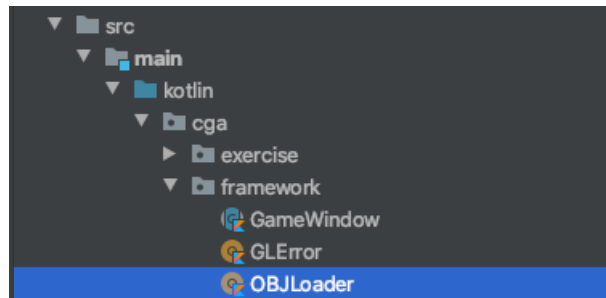 src
main
kotlin
cga
exercise
framework
GameWindow
GLError
OBJLoader